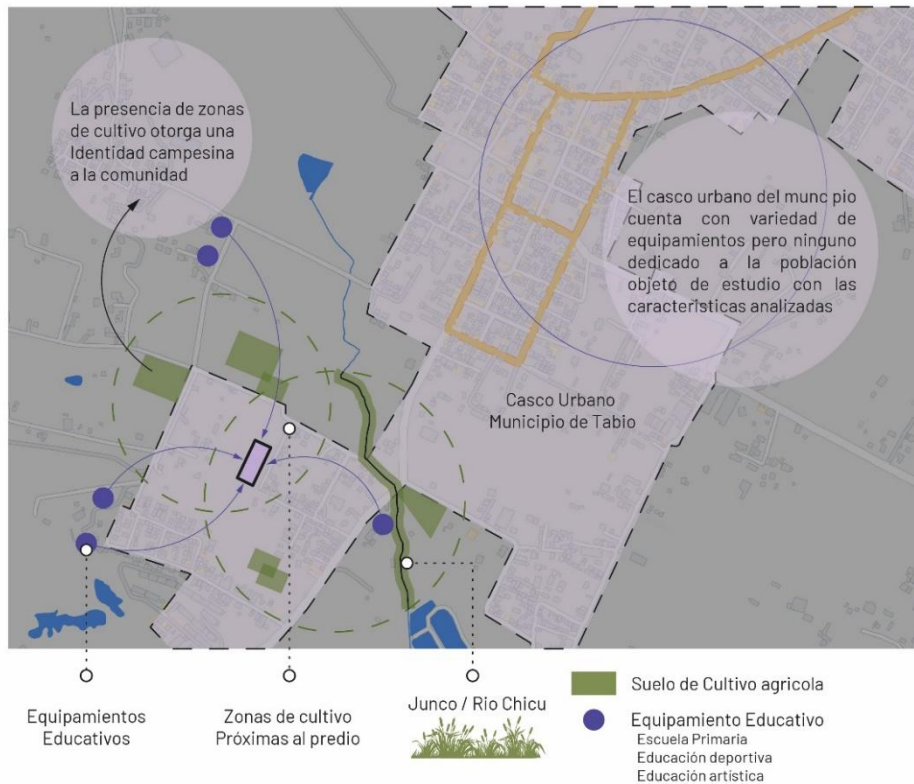 La presencia de zonas
de cultivo otorga una
Identidad campesina
a la comunidad
El casco urbano del munc pio
cuenta con variedad de
equipamientos pero ninguno
dedicado a la población
objeto de estudio con las
características analizadas
Casco Urbano
Municipio de Tabio
Equipamientos
Educativos
Zonas de cultivo
Próximas al predio
Junco / Rio Chicu
Suelo de Cultivo agricola
Equipamiento Educativo
Escuela Primaria
Educación deportiva
Educación artística